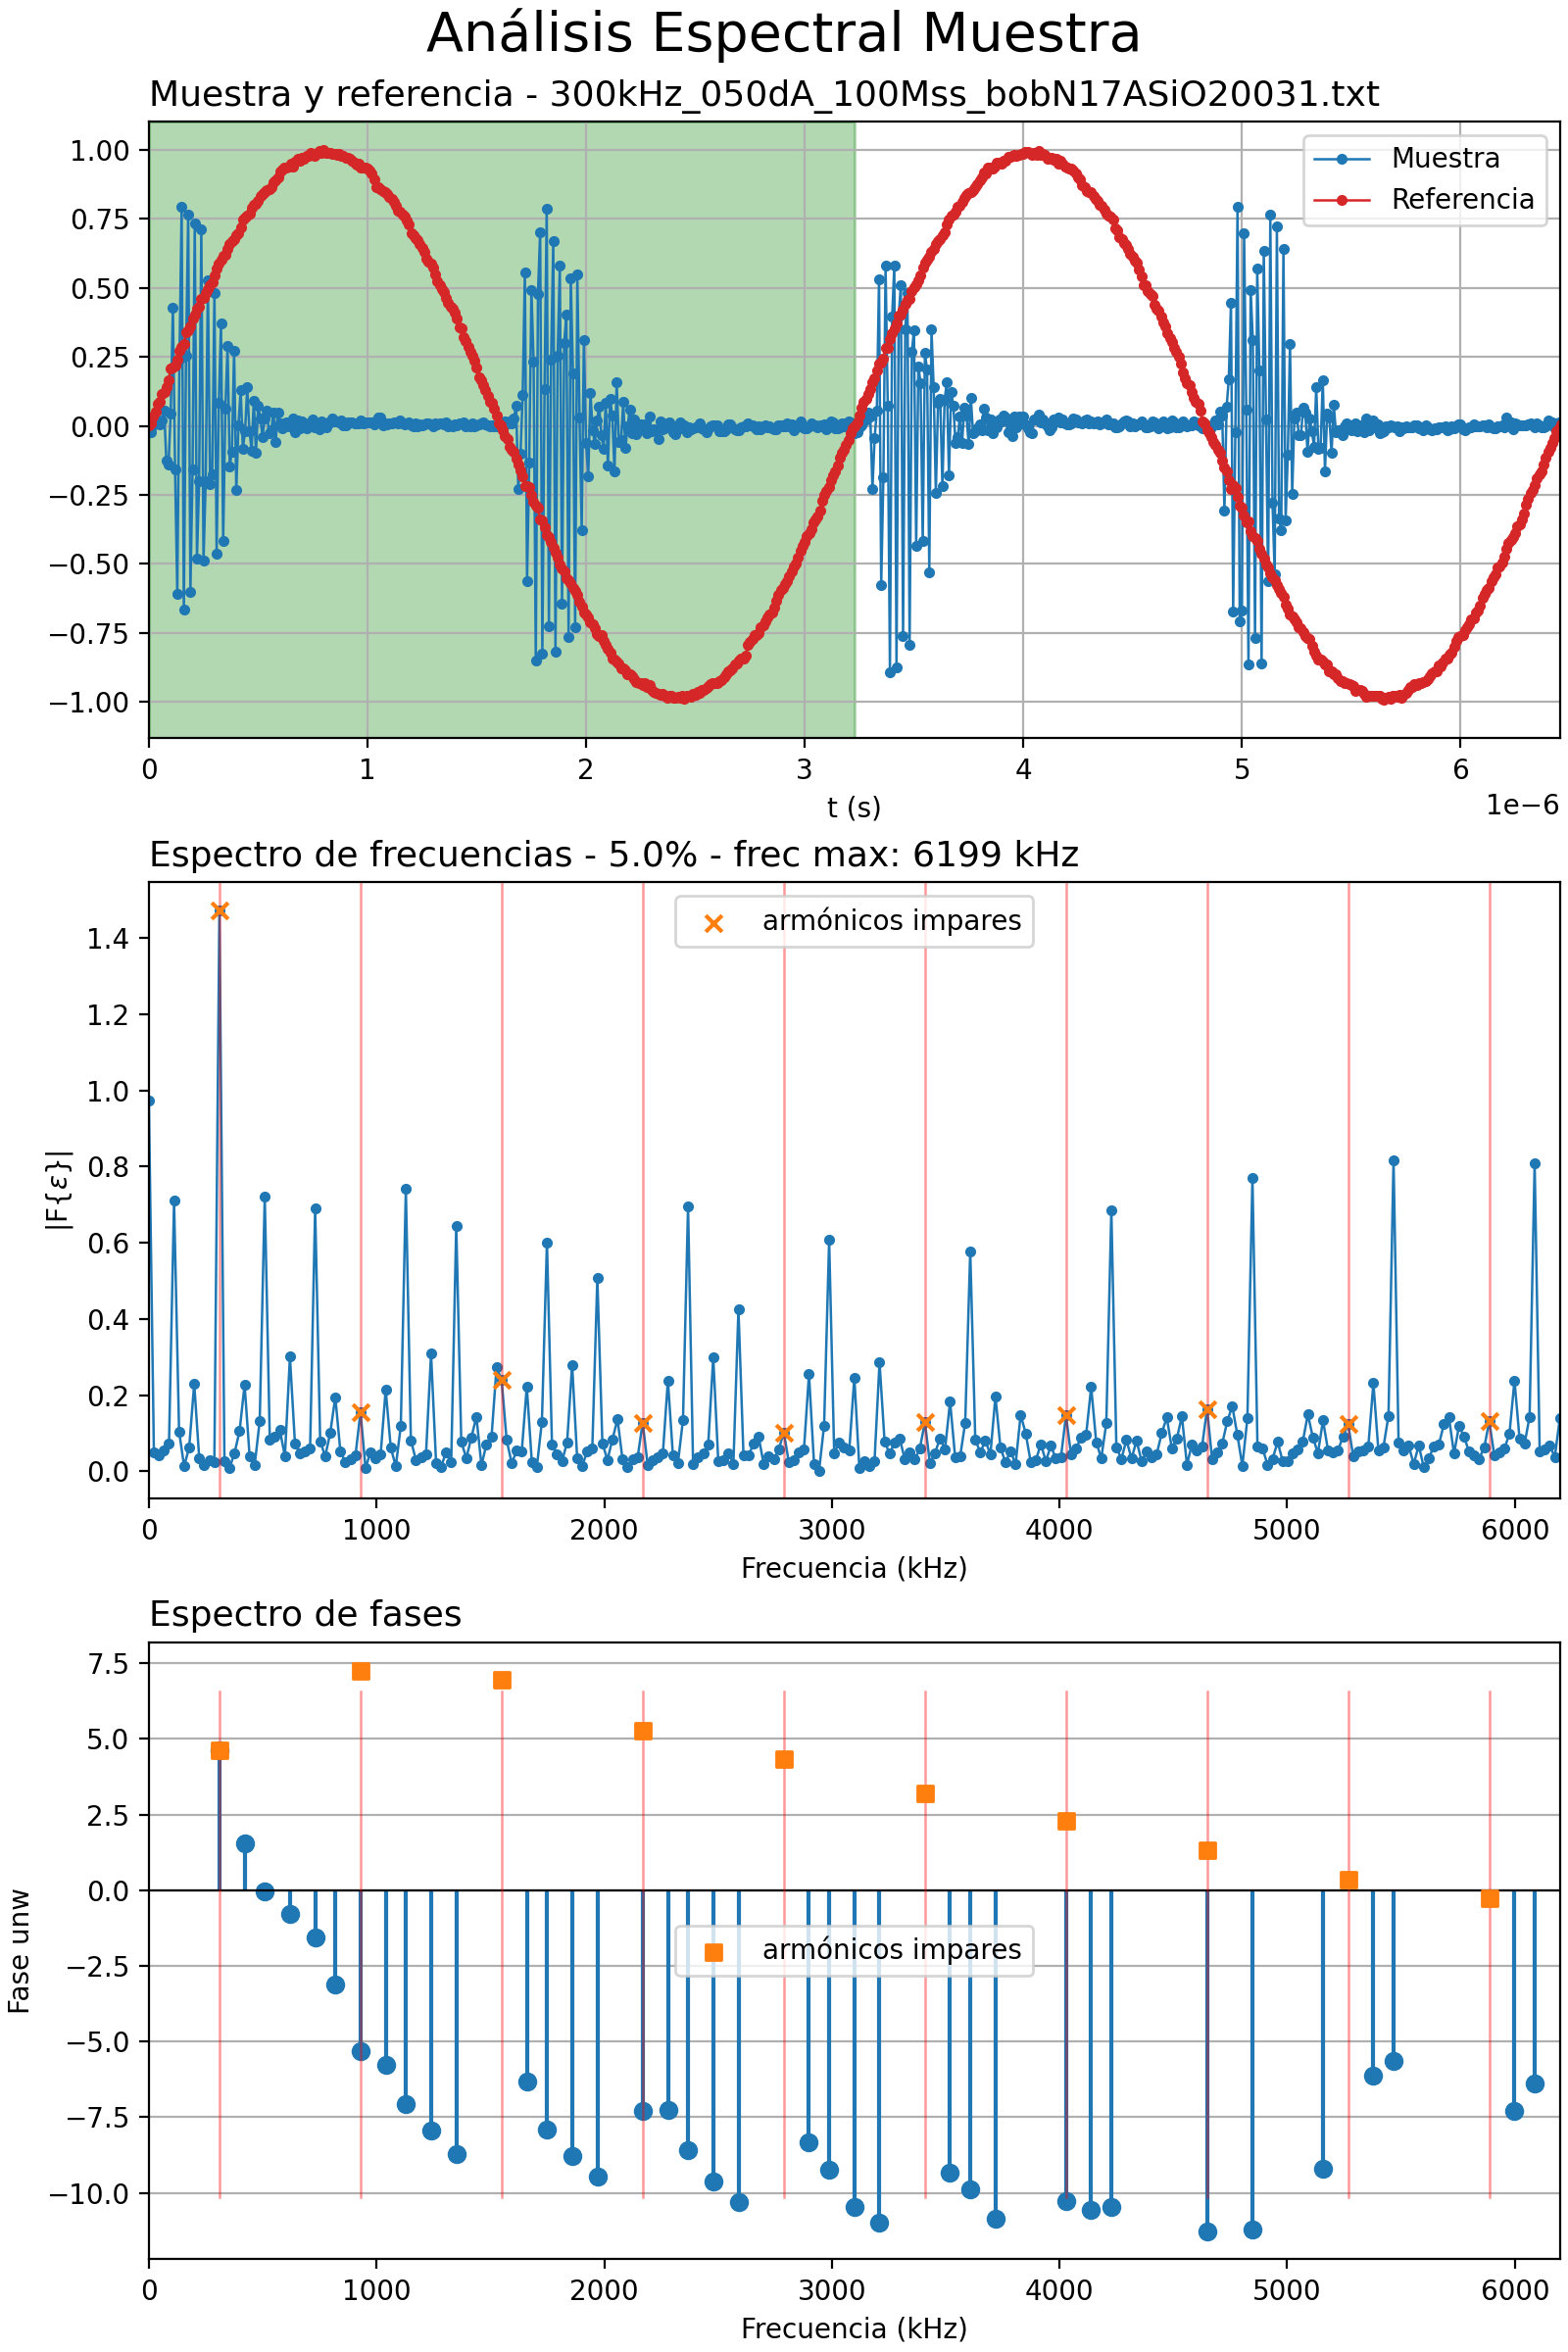 Análisis Espectral Muestra
Muestra y referencia - 300kHz_050dA_100Mss_bobN17ASiO20031.txt
1.00
0.75
0.50
0.25
0.00
−0.25
−0.50
−0.75
−1.00
Muestra
Referencia
0 1 2 3 4 5 6
1e−6
t (s)
Espectro de frecuencias - 5.0% - frec max: 6199 kHz
armónicos impares
1.4
1.2
1.0
0.8
0.6
0.4
0.2
0.0
|F{ε}|
0 1000 2000 3000 4000 5000 6000
Frecuencia (kHz)
Espectro de fases
7.5
5.0
2.5
0.0
−2.5
−5.0
−7.5
−10.0
Fase unw
armónicos impares
0 1000 2000 3000 4000 5000 6000
Frecuencia (kHz)